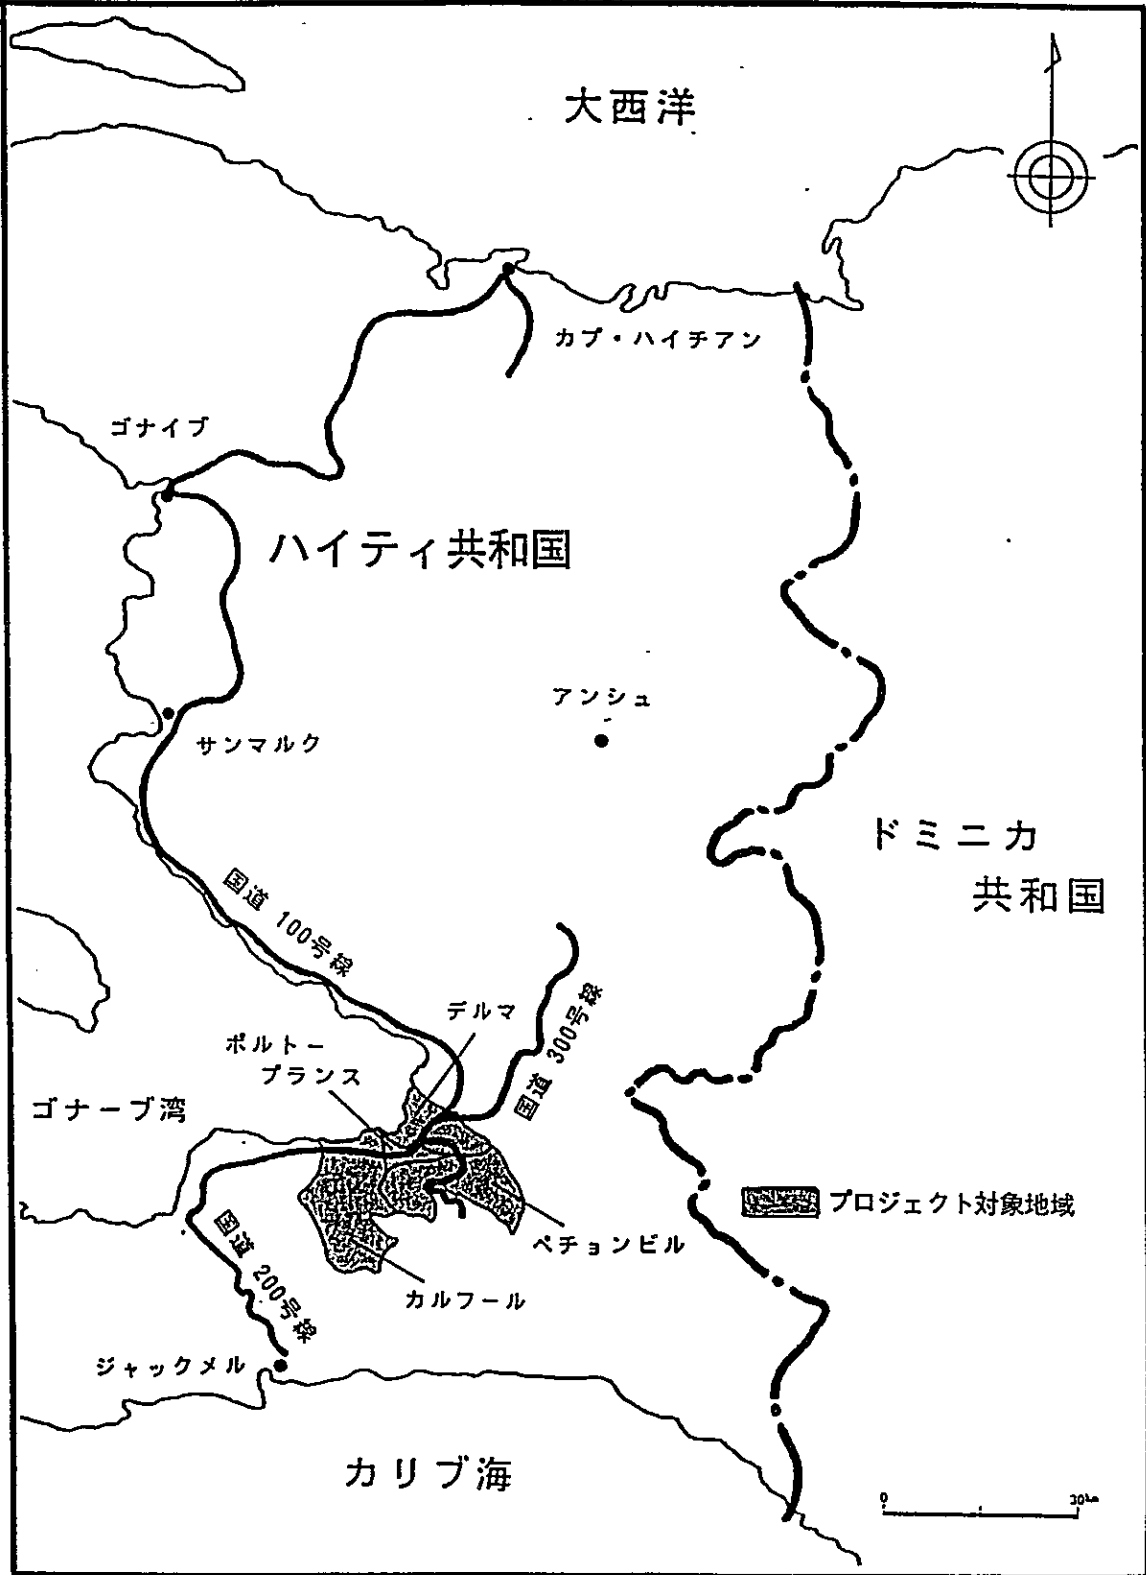 大西洋
カプ・ハイチアン
ゴナイブ
ハイティ共和国
アンシュ
サンマルク
ドミニカ
共和国
国道 100号線
デルマ
国道 300号線
ポルトー
プランス
ゴナーブ湾
プロジェクト対象地域
ペチョンビル
国道 200号線
カルフール
ジャックメル
カリブ海
0
30km